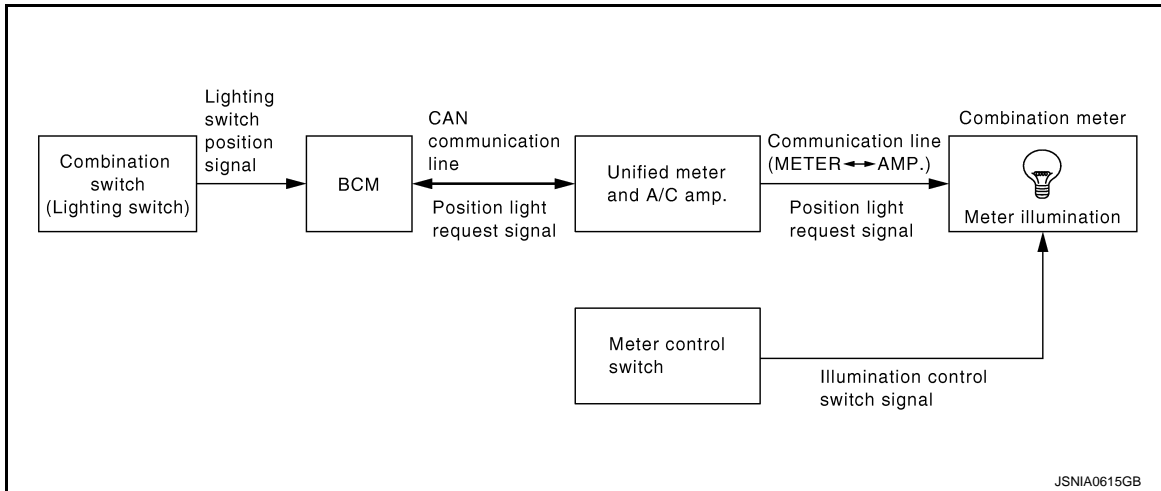 Lighting
switch
position
signal
Combination
switch
(Lighting switch)
BCM
CAN
communication
line
Position light
request signal
Unified meter
and A/C amp.
Communication line
(METER↔AMP.)
Position light
request signal
Combination meter
Meter illumination
Meter control
switch
Illumination control
switch signal
JSNIA0615GB